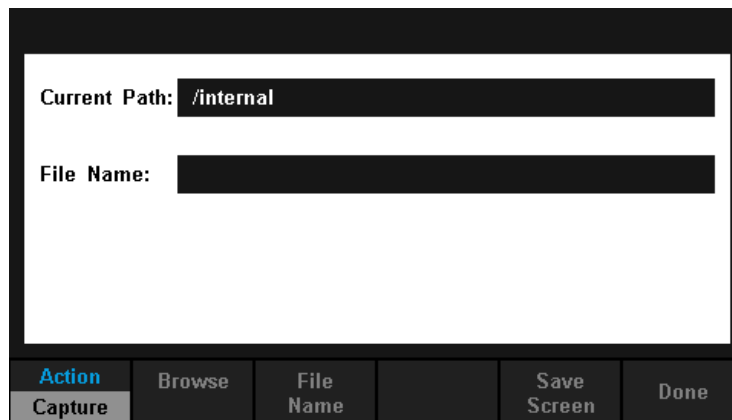 Current Path: /internal
File Name:
Action
Capture
Browse
File
Name
Save
Screen
Done